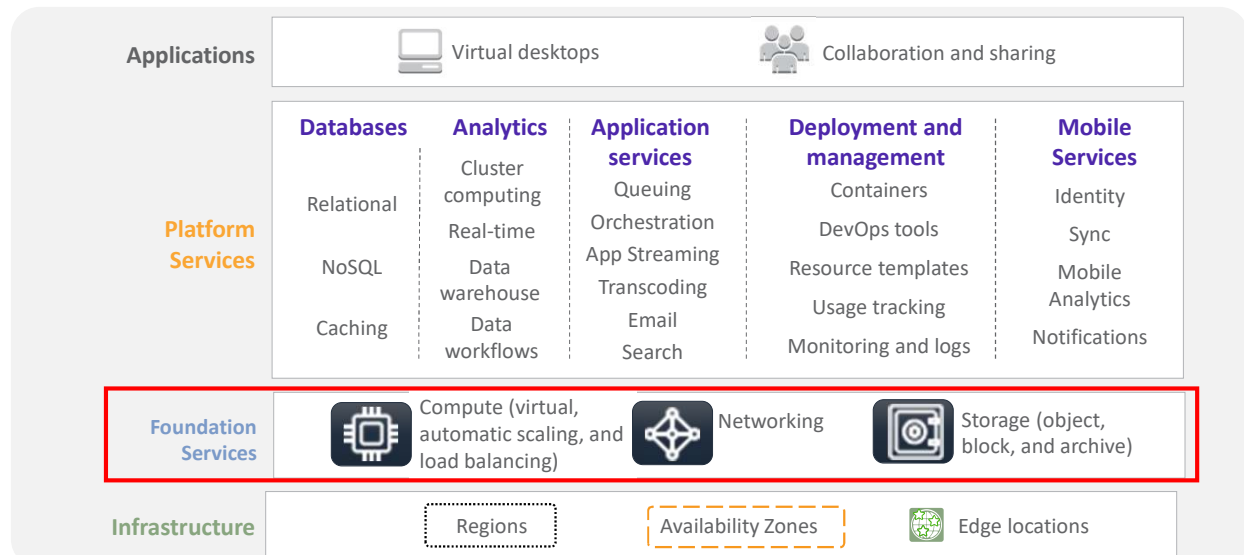 Applications
Virtual desktops
Collaboration and sharing
Platform
Services
Databases
Relational
NoSQL
Caching
Analytics
Cluster
computing
Real-time
Data
warehouse
Data
workflows
Application
services
Queuing
Orchestration
App Streaming
Transcoding
Email
Search
Deployment and
management
Containers
DevOps tools
Resource templates
Usage tracking
Monitoring and logs
Mobile
Services
Identity
Sync
Mobile
Analytics
Notifications
Foundation
Services
Compute (virtual,
automatic scaling, and
load balancing)
Networking
Storage (object,
block, and archive)
Infrastructure
Regions
Availability Zones
Edge locations